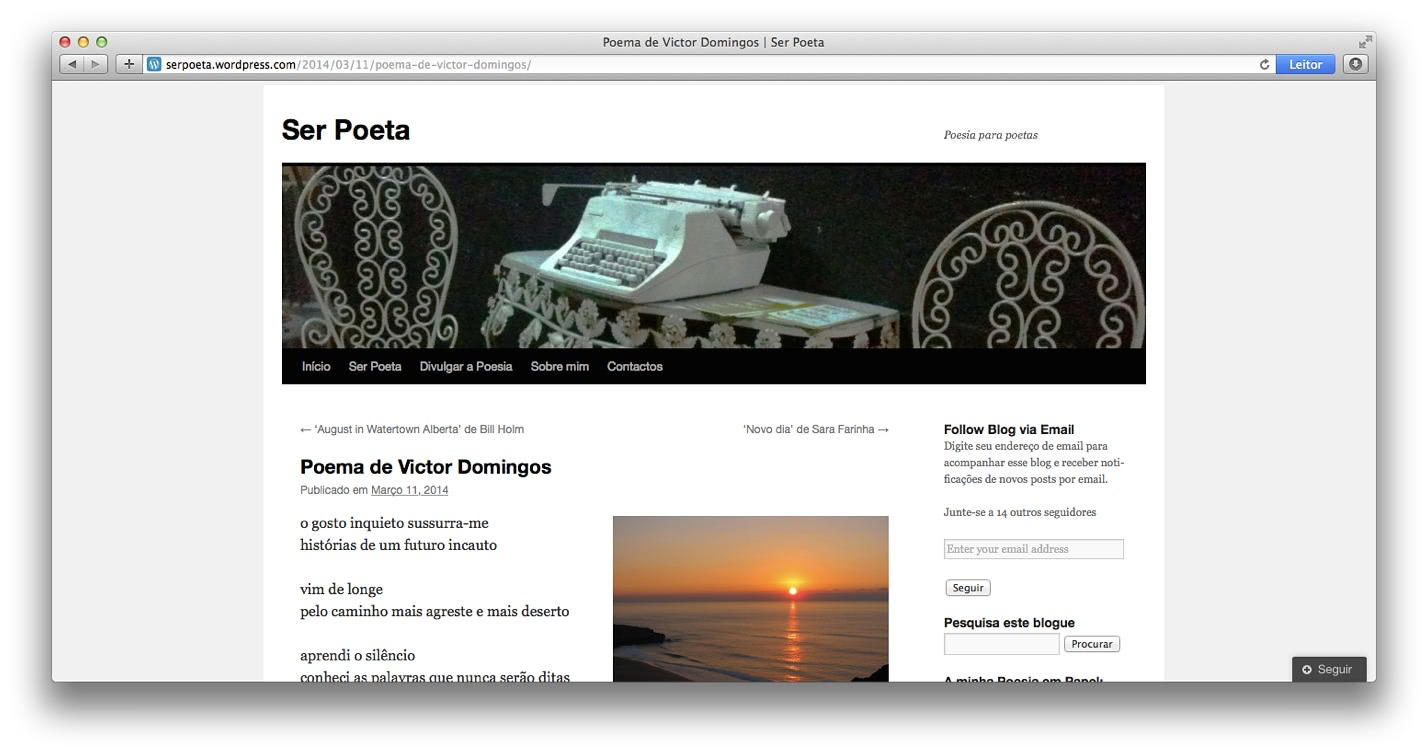 Poema de Victor Domingos | Ser Poeta
serpoeta.wordpress.com/2014/03/11/poema-de-victor-domingos/
Leitor
Ser Poeta
Poesia para poetas
Início Ser Poeta Divulgar a Poesia Sobre mim Contactos
← 'August in Watertown Alberta' de Bill Holm
'Novo dia' de Sara Farinha →
Poema de Victor Domingos
Publicado em Março 11, 2014
o gosto inquieto sussurra-me
histórias de um futuro incauto
vim de longe
pelo caminho mais agreste e mais deserto
aprendi o silêncio
conheci as palavras que nunca serão ditas
Follow Blog via Email
Digite seu endereço de email para
acompanhar esse blog e receber noti-
ficações de novos posts por email.
Junte-se a 14 outros seguidores
Enter your email address
Seguir
Pesquisa este blogue
Procurar
A minha Poesia em Papel:
Seguir